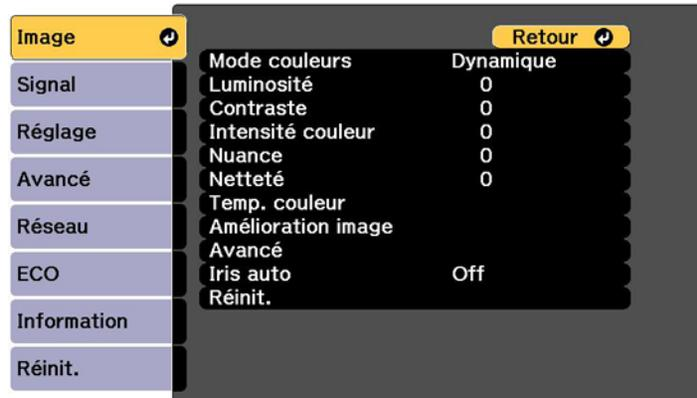 Image
Signal
Réglage
Avancé
Réseau
ECO
Information
Réinit.
Retour
Mode couleurs Dynamique
Luminosité 0
Contraste 0
Intensité couleur 0
Nuance 0
Netteté 0
Temp. couleur
Amélioration image
Avancé
Iris auto Off
Réinit.